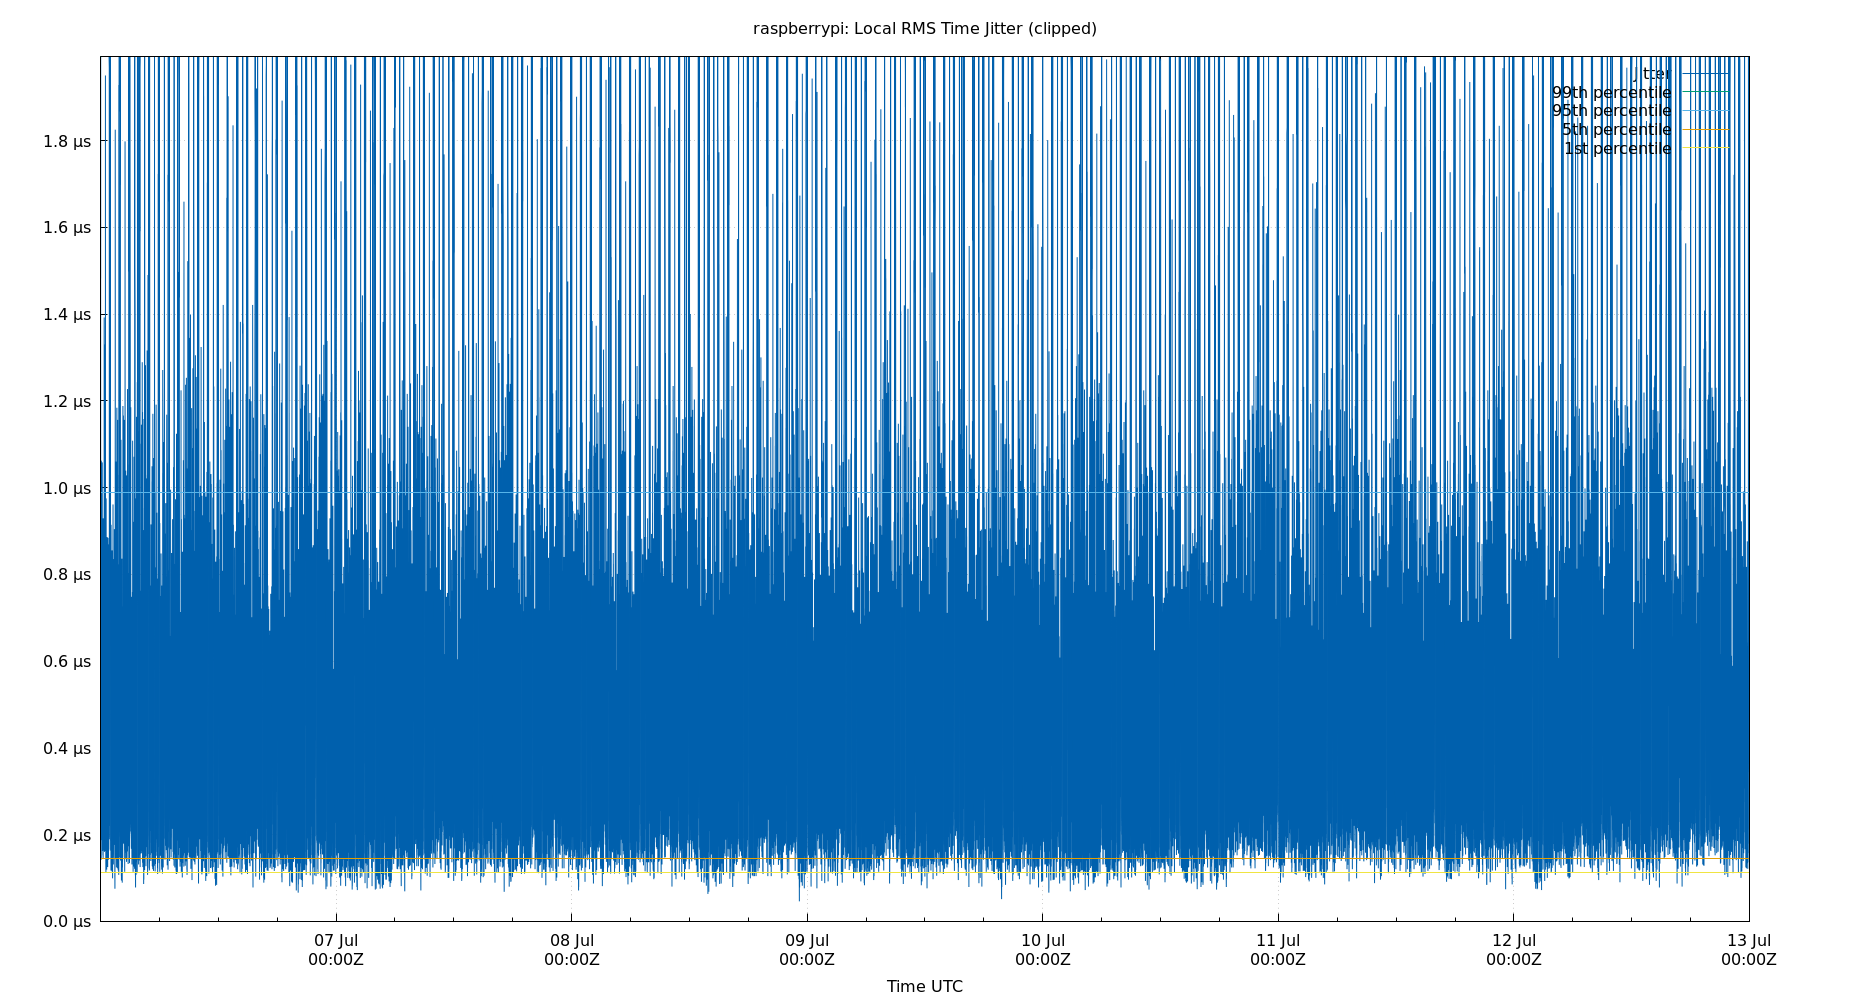 raspberrypi: Local RMS Time Jitter (clipped)
jitter
99th percentile
95th percentile
5th percentile
1st percentile
1.8 µs
1.6 µs
1.4 µs
1.2 µs
1.0 µs
0.8 µs
0.6 µs
0.4 µs
0.2 µs
0.0 µs
07 Jul 08 Jul 09 Jul 10 Jul 11 Jul 12 Jul 13 Jul
00:00Z 00:00Z 00:00Z 00:00Z 00:00Z 00:00Z 00:00Z
Time UTC